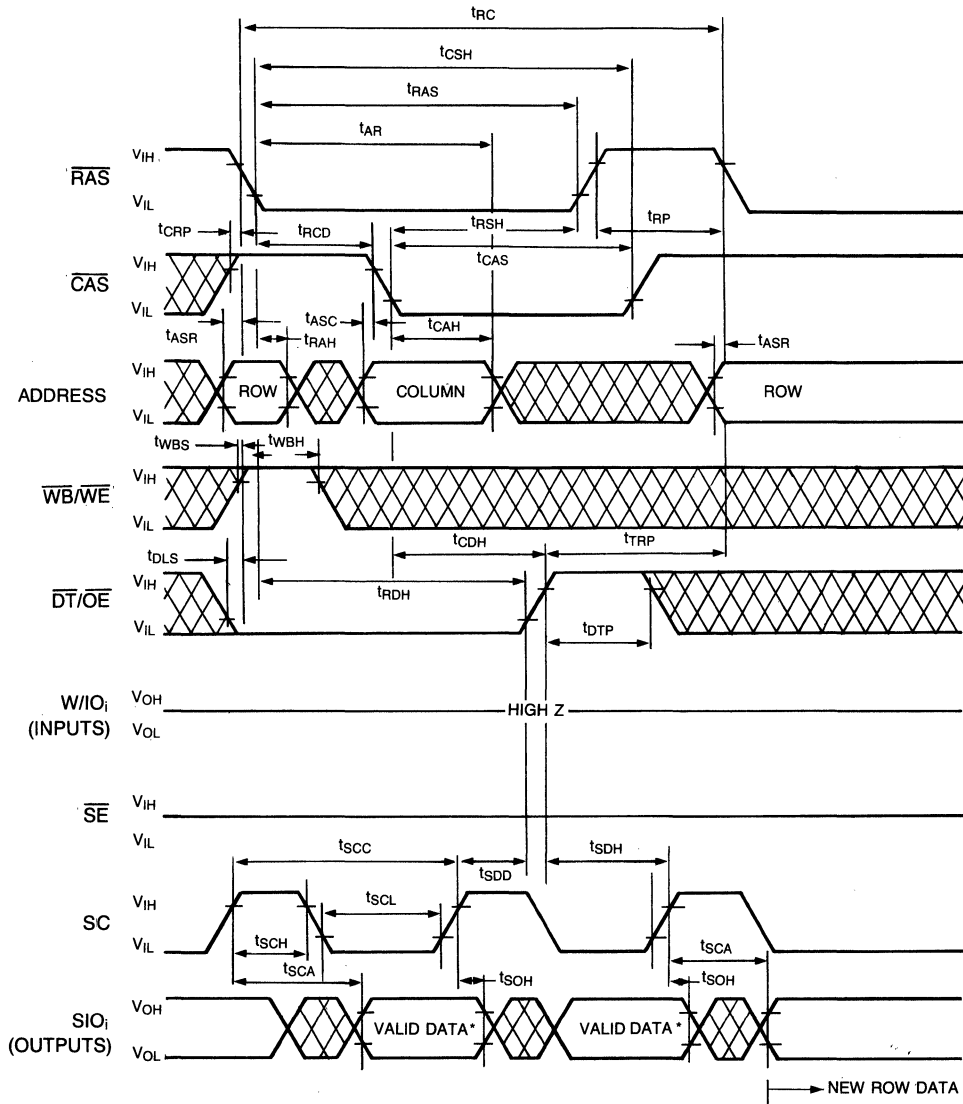 tRC
tCSH
tRAS
tAR
VIH
RAS
VIL
tCRP
tRCD
tRSH
tRP
tCAS
VIH
CAS
VIL
tASR
tASC
tRAH
tCAH
tASR
VIH
ADDRESS
ROW
COLUMN
ROW
VIL
tWBS
tWBH
VIH
WB/WE
VIL
tCDH
tTRP
tDLS
tRDH
VIH
DT/OE
VIL
tDTP
W/IOi
(INPUTS)
VOH
HIGH Z
VOL
SE
VIH
VIL
tSCC
tSDD
tSDH
VIH
SC
VIL
tSCL
tSCH
tSCA
tSCA
tSOH
tSOH
SIOi
(OUTPUTS)
VOH
VALID DATA*
VALID DATA*
VOL
NEW ROW DATA